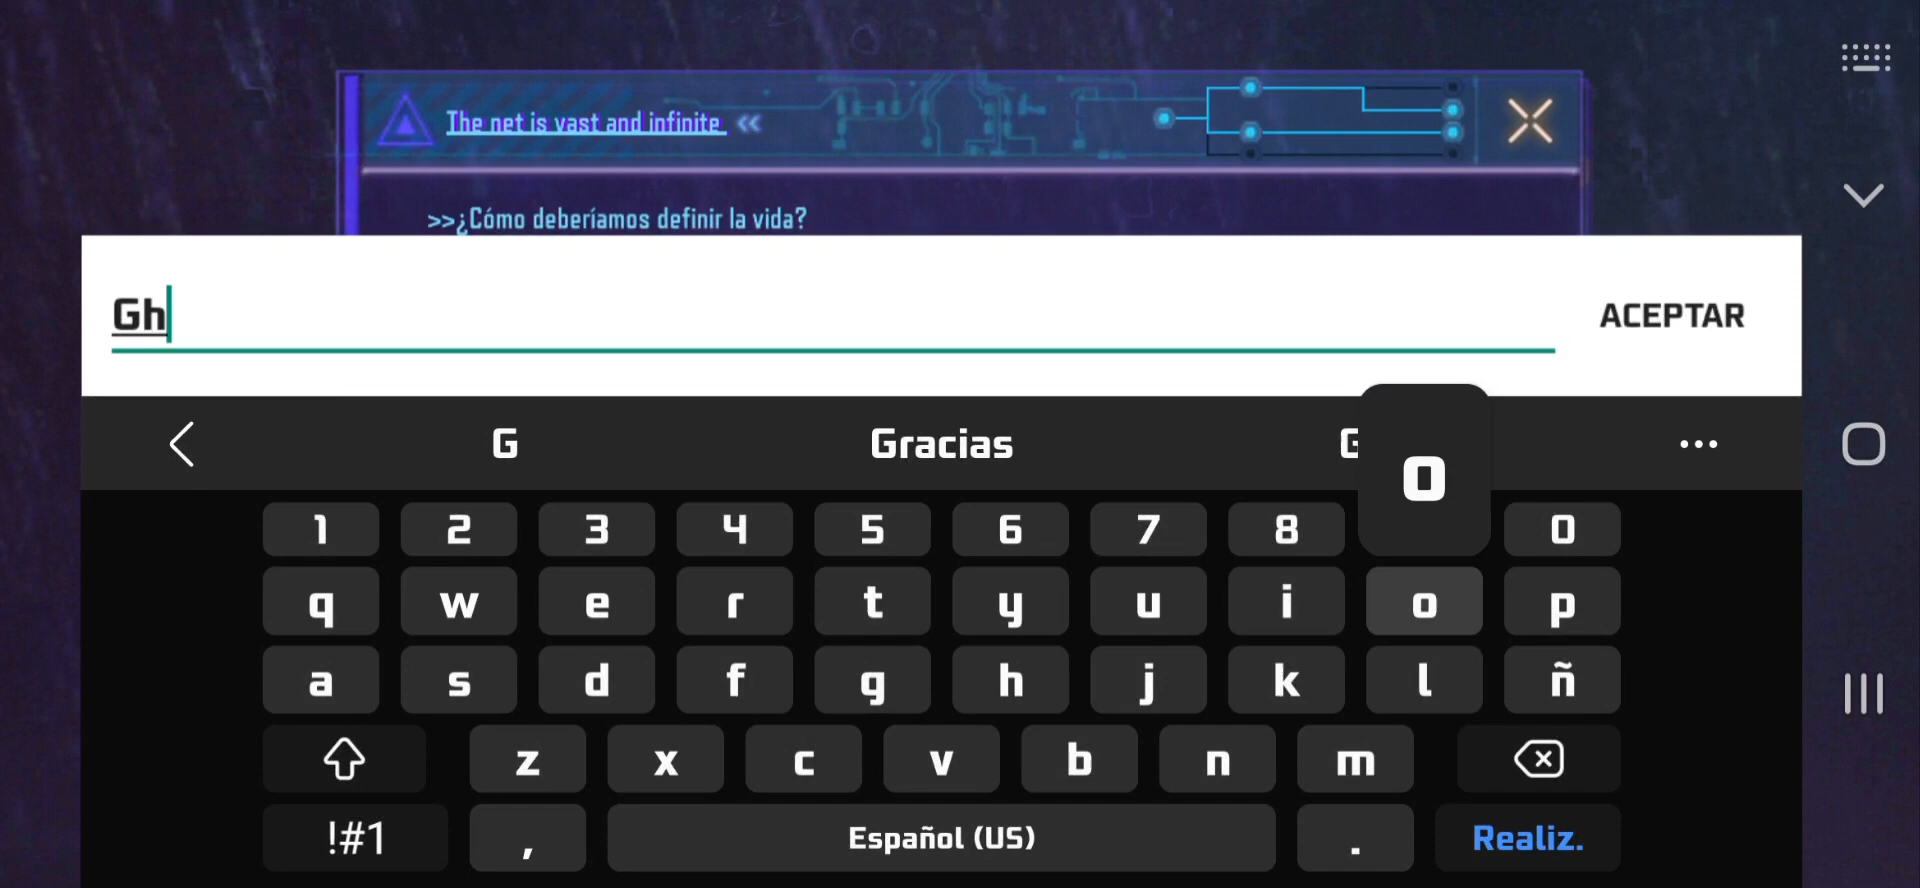 The net is vast and infinite
>>¿Cómo deberíamos definir la vida?
Gh
ACEPTAR
G Gracias
o
1 2 3 4 5 6 7 8 0
q w e r t y u i o p
a s d f g h j k l ñ
z x c v b n m
!#1 , Español (US) . Realiz.